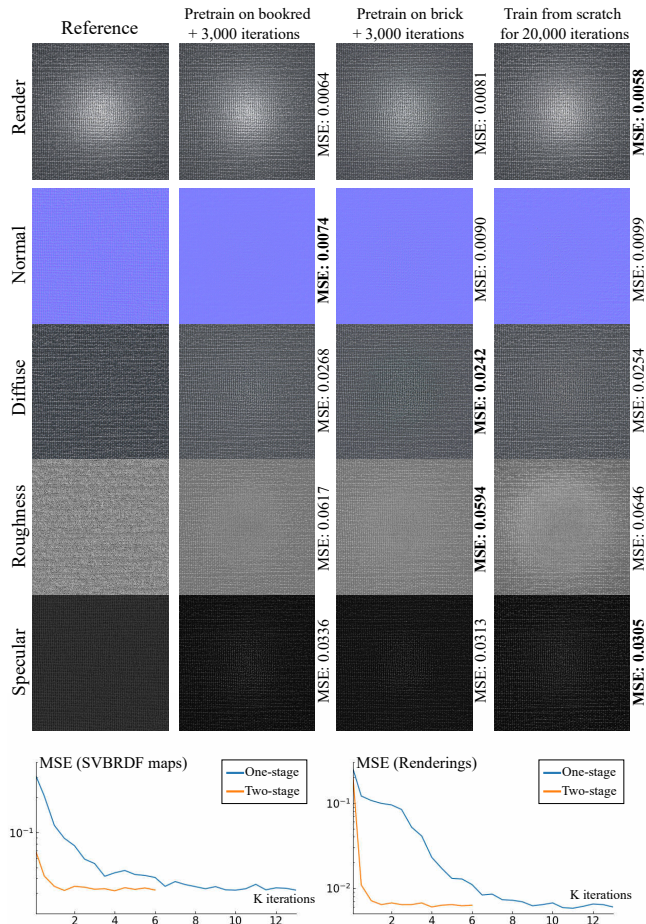 Reference
Pretrain on bookred
+ 3,000 iterations
Pretrain on brick
+ 3,000 iterations
Train from scratch
for 20,000 iterations
Render
MSE: 0.0064
MSE: 0.0081
MSE: 0.0058
Normal
MSE: 0.0074
MSE: 0.0090
MSE: 0.0099
Diffuse
MSE: 0.0268
MSE: 0.0242
MSE: 0.0254
Roughness
MSE: 0.0617
MSE: 0.0594
MSE: 0.0646
Specular
MSE: 0.0336
MSE: 0.0313
MSE: 0.0305
MSE (SVBRDF maps)
One-stage
Two-stage
10⁻¹
K iterations
2 4 6 8 10 12
MSE (Renderings)
One-stage
Two-stage
10⁻¹
10⁻²
K iterations
2 4 6 8 10 12